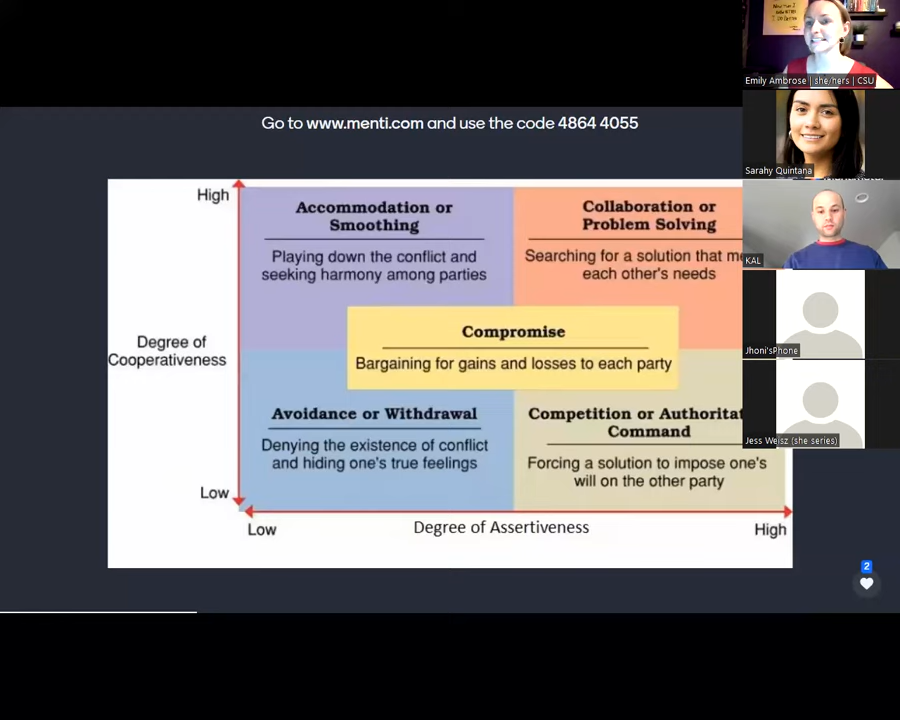 Go to www.menti.com and use the code 4864 4055
Emily Ambrose | she/hers | CSU
Sarahy Quintana
KAL
Jhoni'sPhone
Jess Weisz (she series)
High
Accommodation or
Smoothing
Playing down the conflict and
seeking harmony among parties
Collaboration or
Problem Solving
Searching for a solution that
each other's needs
Compromise
Bargaining for gains and losses to each party
Degree of
Cooperativeness
Avoidance or Withdrawal
Denying the existence of conflict
and hiding one's true feelings
Competition or
Command
Forcing a solution to impose one's
will on the other party
Low
Low
Degree of Assertiveness
High
2